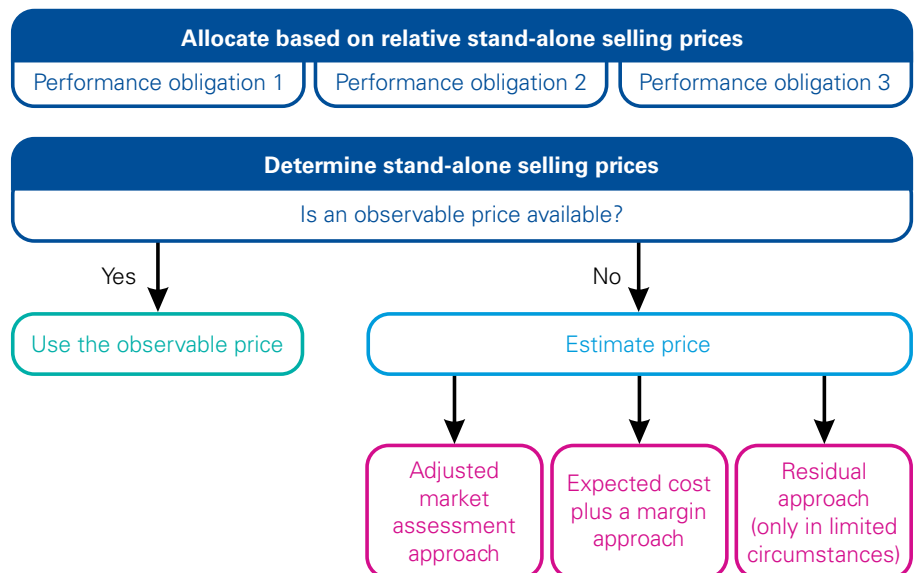 Allocate based on relative stand-alone selling prices
Performance obligation 1
Performance obligation 2
Performance obligation 3
Determine stand-alone selling prices
Is an observable price available?
Yes
No
Use the observable price
Estimate price
Adjusted
market
assessment
approach
Expected cost
plus a margin
approach
Residual
approach
(only in limited
circumstances)